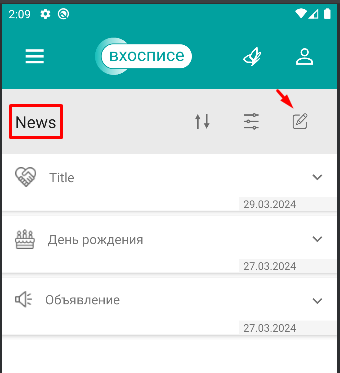 2:09
вхосписе
News
Title
29.03.2024
День рождения
27.03.2024
Объявление
27.03.2024